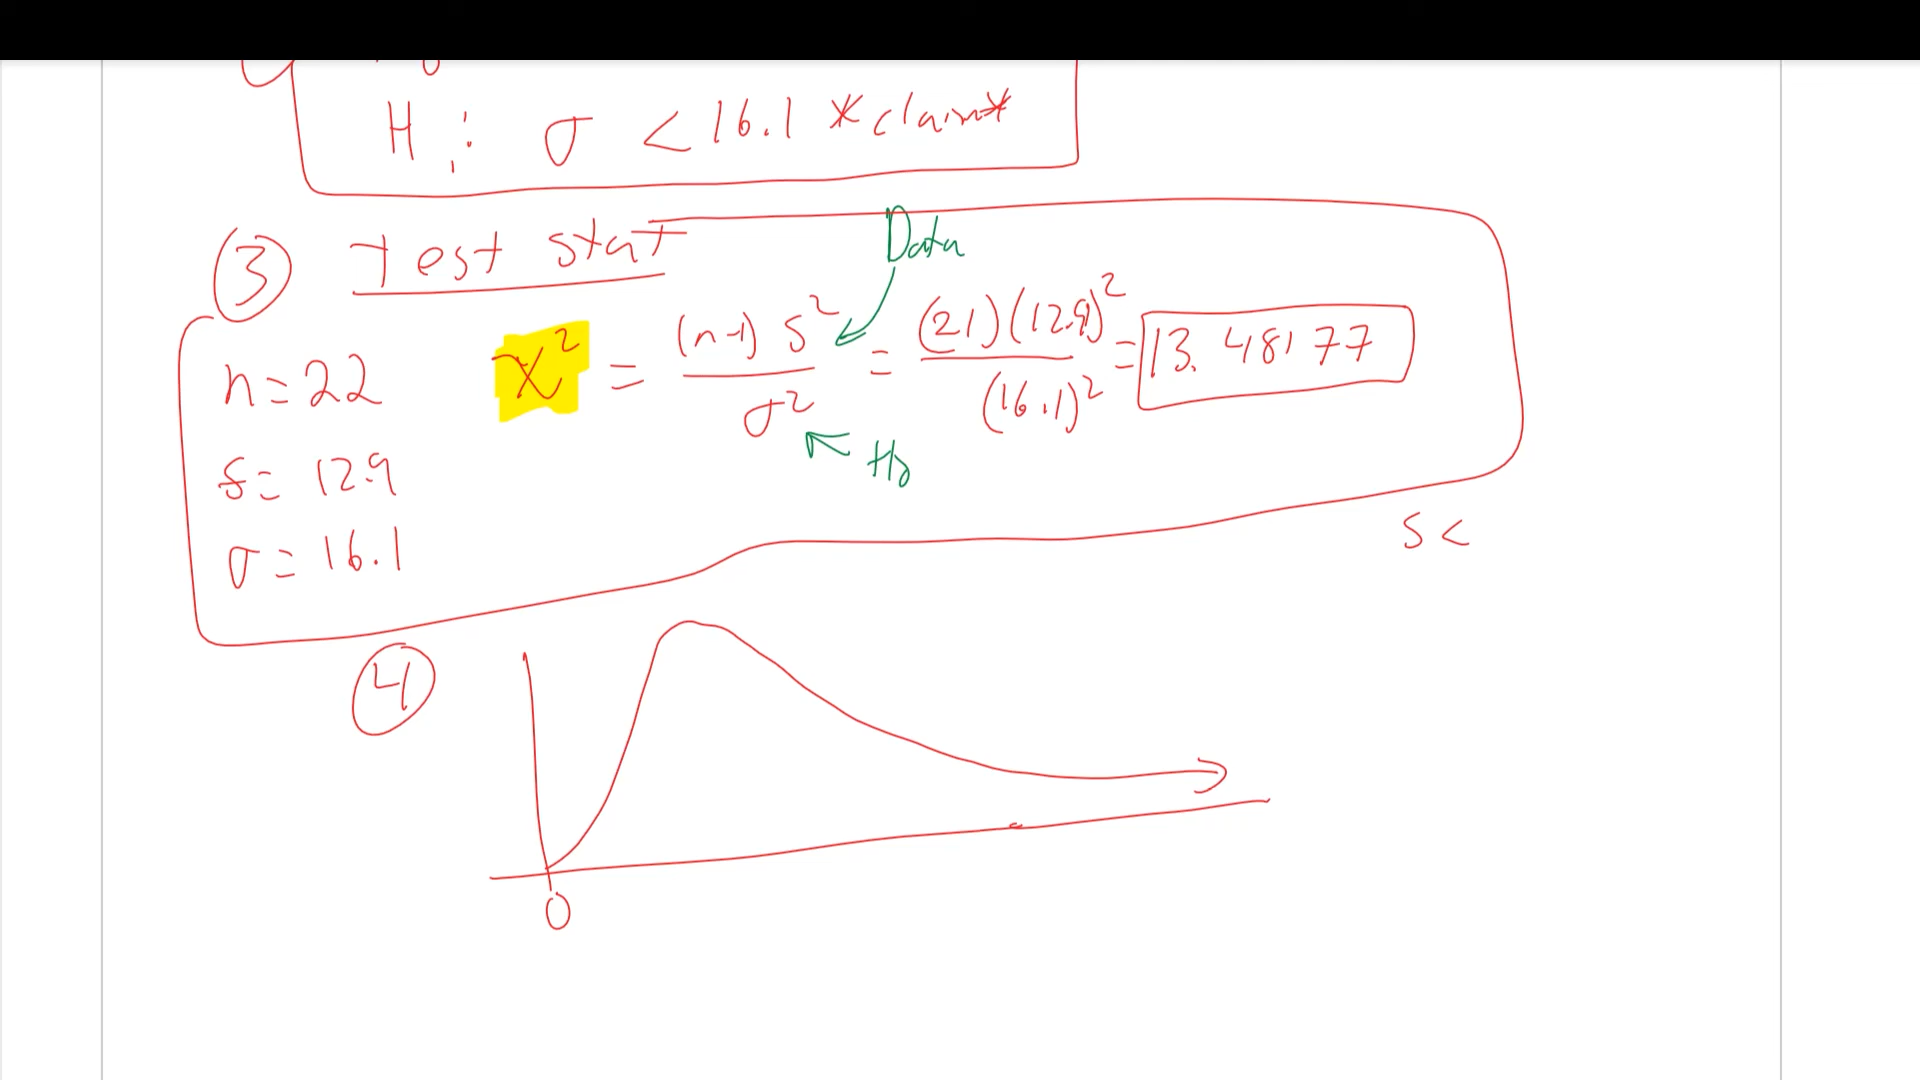 H₁: σ < 16.1 *claim*
③ Test stat
Data
n = 22
χ² = (n-1) s² / σ² = (21)(12.9)² / (16.1)² = 13.48177
H₀
s = 12.9
σ = 16.1
s <
④
0